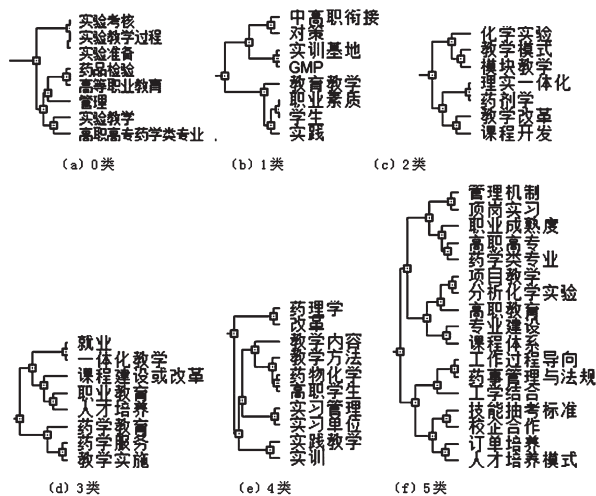 实验考核
实验教学过程
实验准备
药品检验
高等职业教育
管理
实验教学
高职高专药学类专业
(a)0类
中高职衔接
对策
实训基地
GMP
教育教学
职业素质
学生
实践
(b)1类
化学实验
教学模式
模块教学
理实一体化
药剂学
教学改革
课程开发
(c)2类
就业
一体化教学
课程建设或改革
职业教育
人才培养
药学教育
药学服务
教学实施
(d)3类
药理学
改革
教学内容
教学方法
药物化学
高职学生
实习管理
实习单位
实践教学
实训
(e)4类
管理机制
顶岗实习
职业成熟度
高职高专
药学类专业
项目教学
分析化学实验
高职教育
专业建设
课程体系
工作过程导向
药事管理与法规
工学结合
技能抽考标准
校企合作
订单培养
人才培养模式
(f)5类